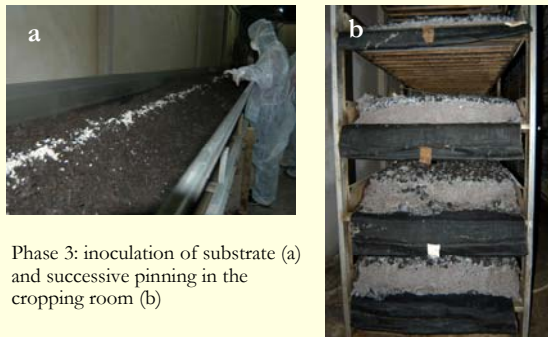 a
b
Phase 3: inoculation of substrate (a)
and successive pinning in the
cropping room (b)